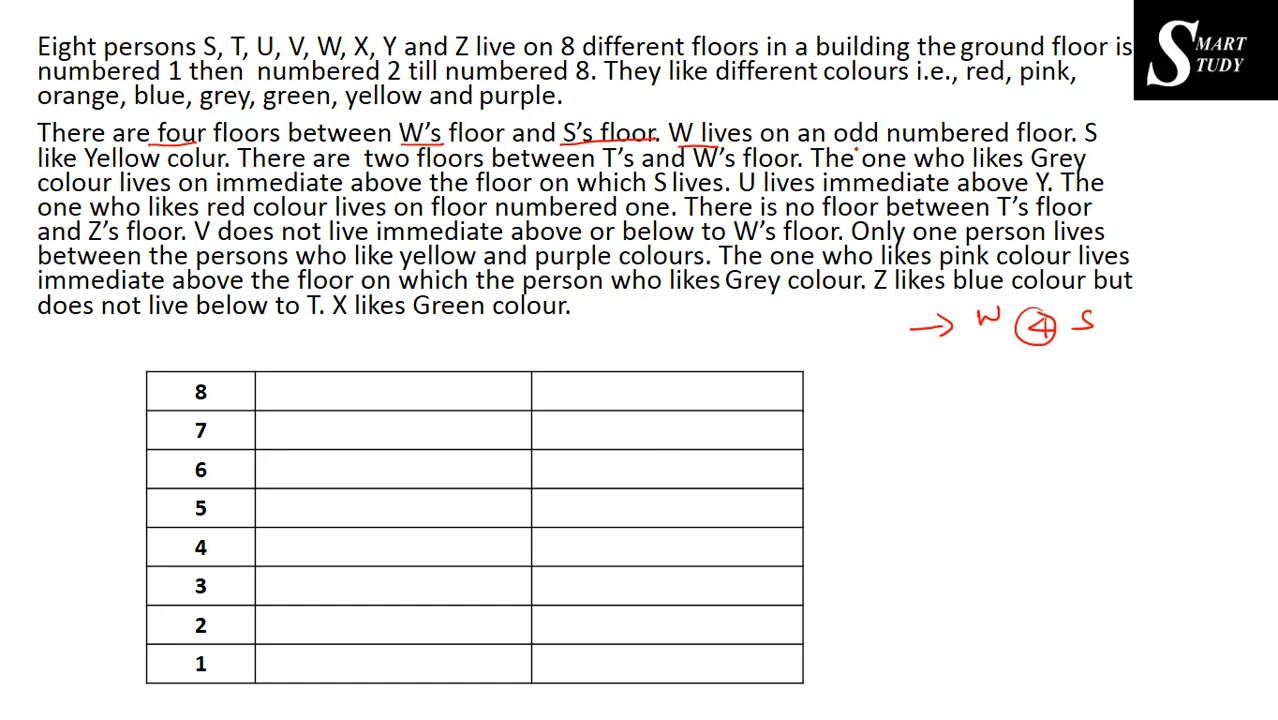 Eight persons S, T, U, V, W, X, Y and Z live on 8 different floors in a building the ground floor is
numbered 1 then numbered 2 till numbered 8. They like different colours i.e., red, pink,
orange, blue, grey, green, yellow and purple.
There are four floors between W’s floor and S’s floor. W lives on an odd numbered floor. S
like Yellow colur. There are two floors between T’s and W’s floor. The one who likes Grey
colour lives on immediate above the floor on which S lives. U lives immediate above Y. The
one who likes red colour lives on floor numbered one. There is no floor between T’s floor
and Z’s floor. V does not live immediate above or below to W’s floor. Only one person lives
between the persons who like yellow and purple colours. The one who likes pink colour lives
immediate above the floor on which the person who likes Grey colour. Z likes blue colour but
does not live below to T. X likes Green colour.
SMART
STUDY
→ W 4 S
8
7
6
5
4
3
2
1